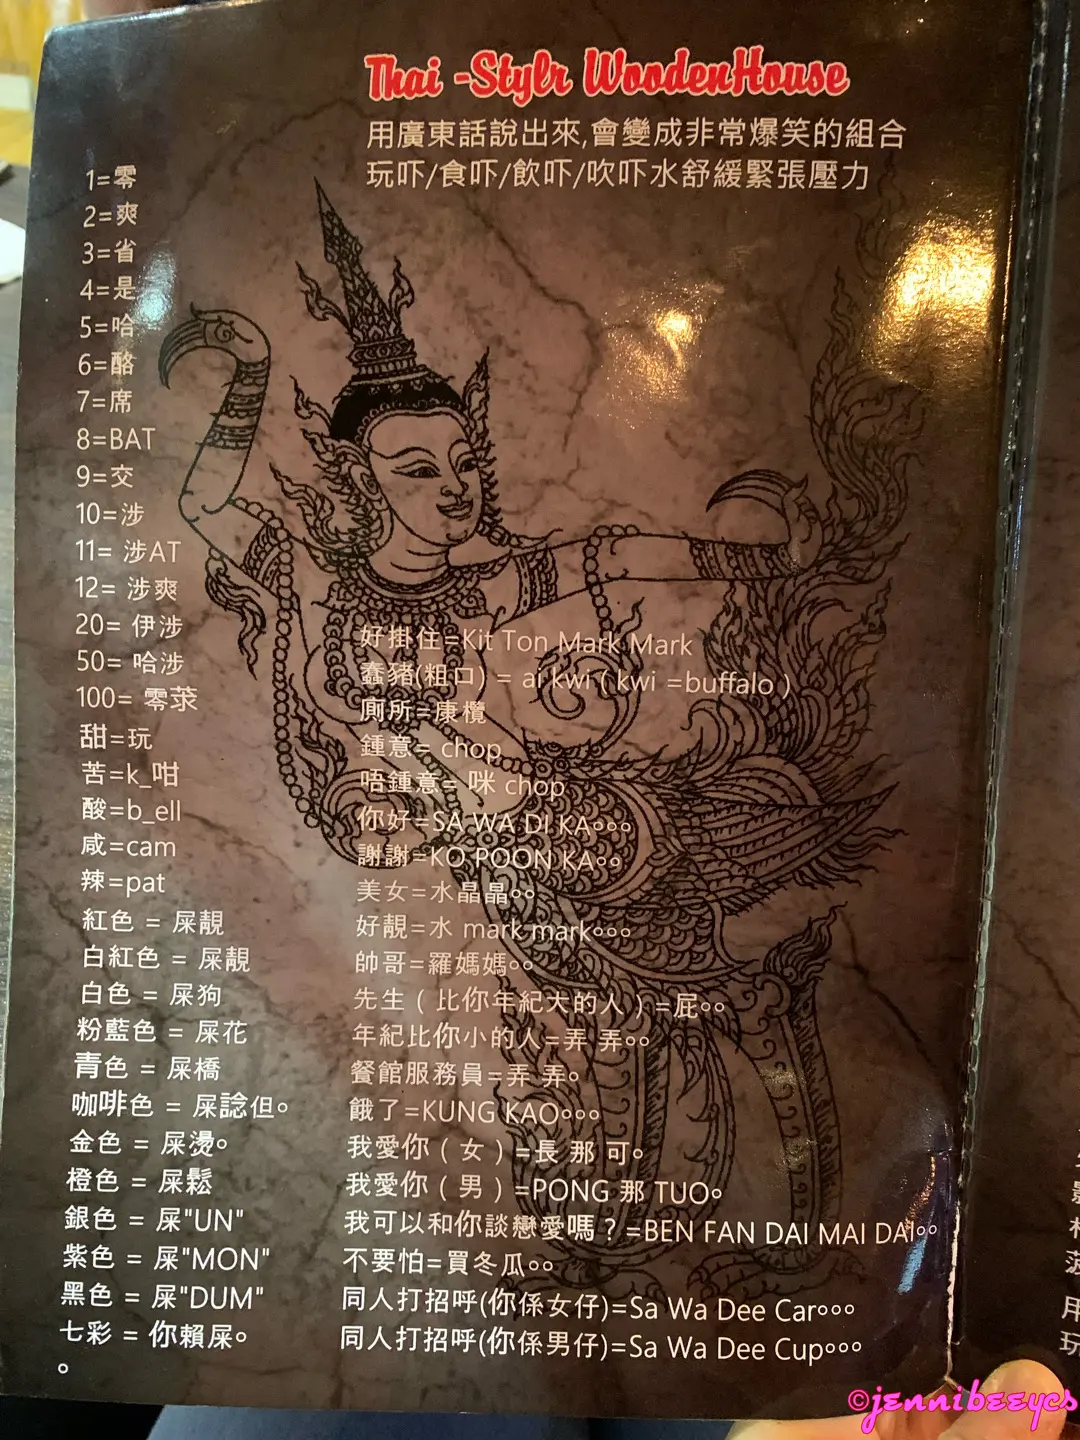 Thai -Stylr WoodenHouse
用廣東話說出來,會變成非常爆笑的組合
玩吓/食吓/飲吓/吹吓水舒緩緊張壓力
1=零
2=爽
3=省
4=是
5=哈
6=酪
7=席
8=BAT
9=交
10=涉
11= 涉AT
12= 涉爽
20= 伊涉
50= 哈涉
100= 零莍
甜=玩
苦=k_咁
酸=b_ell
咸=cam
辣=pat
紅色 = 屎靚
白紅色 = 屎靚
白色 = 屎狗
粉藍色 = 屎花
青色 = 屎橋
咖啡色 = 屎諗但。
金色 = 屎燙。
橙色 = 屎鬆
銀色 = 屎"UN"
紫色 = 屎"MON"
黑色 = 屎"DUM"
七彩 = 你賴屎。
。
好掛住=Kit Ton Mark Mark
蠢豬(粗口) = ai kwi ( kwi =buffalo )
厠所=康欖
鍾意= chop
唔鍾意= 咪 chop
你好=SA WA DI KA。。。
謝謝=KO POON KA。。
美女=水晶晶。。
好靚=水 mark mark。。。
帥哥=羅媽媽。。
先生 ( 比你年紀大的人 ) =屁。。
年紀比你小的人=弄 弄。。
餐館服務員=弄 弄。
餓了=KUNG KAO。。。
我愛你 ( 女 ) =長 那 可。
我愛你 ( 男 ) =PONG 那 TUO。
我可以和你談戀愛嗎？=BEN FAN DAI MAI DAI。。
不要怕=買冬瓜。。
同人打招呼(你係女仔)=Sa Wa Dee Car。。。
同人打招呼(你係男仔)=Sa Wa Dee Cup。。。
©jennibeeycs